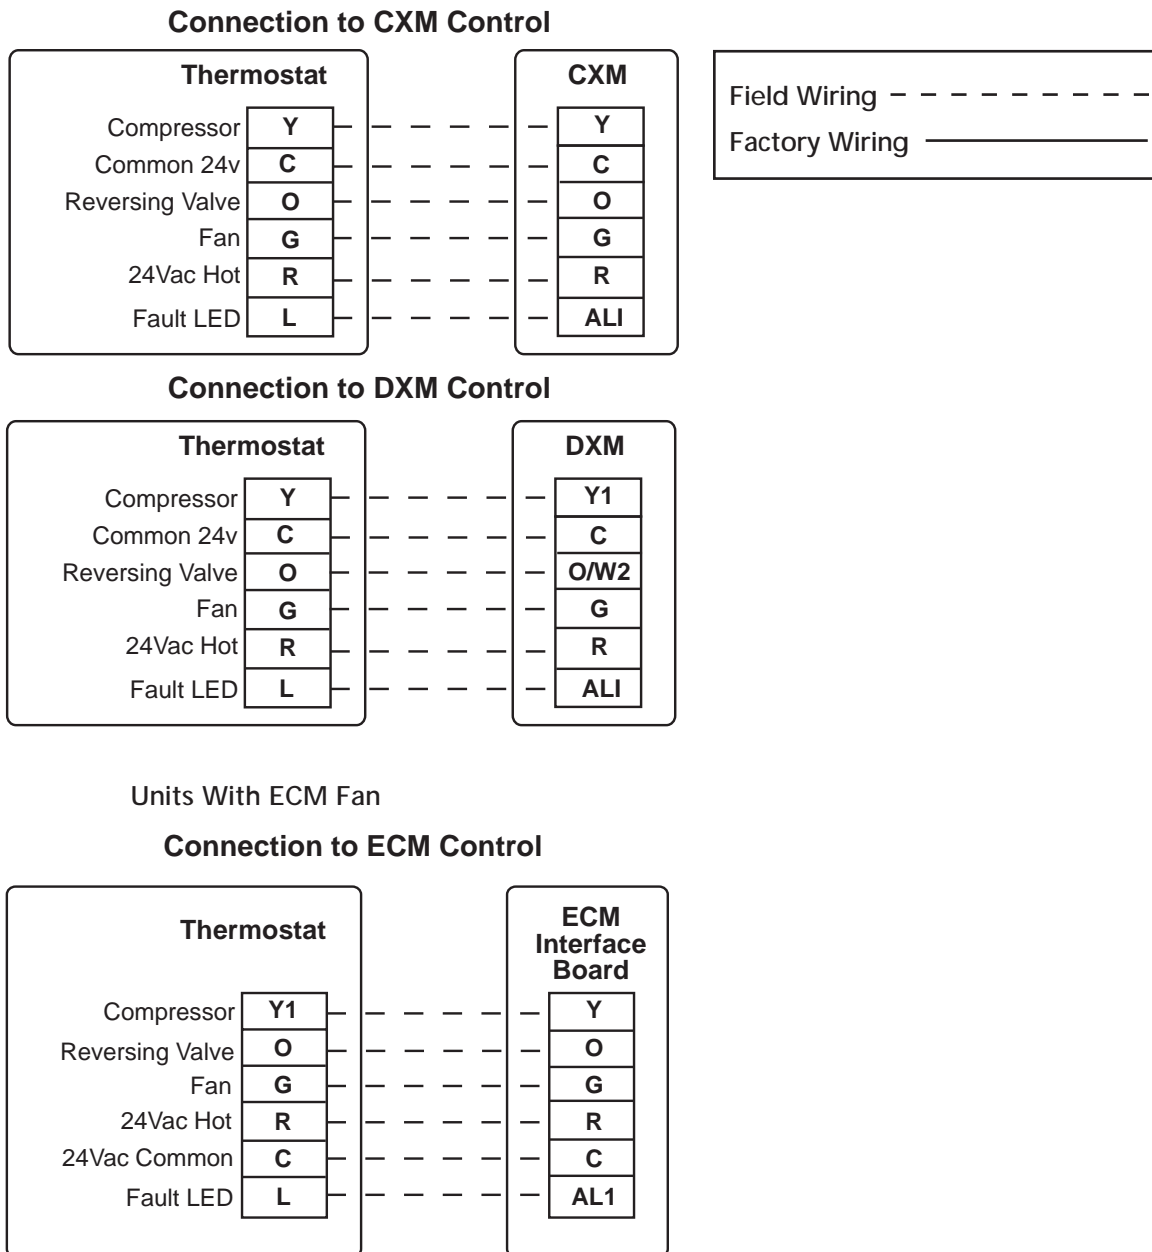 Connection to CXM Control
Thermostat CXM
Compressor Y Y
Common 24v C C
Reversing Valve O O
Fan G G
24Vac Hot R R
Fault LED L ALI
Field Wiring
Factory Wiring
Connection to DXM Control
Thermostat DXM
Compressor Y Y1
Common 24v C C
Reversing Valve O O/W2
Fan G G
24Vac Hot R R
Fault LED L ALI
Units With ECM Fan
Connection to ECM Control
Thermostat
ECM
Interface
Board
Compressor Y1 Y
Reversing Valve O O
Fan G G
24Vac Hot R R
24Vac Common C C
Fault LED L AL1